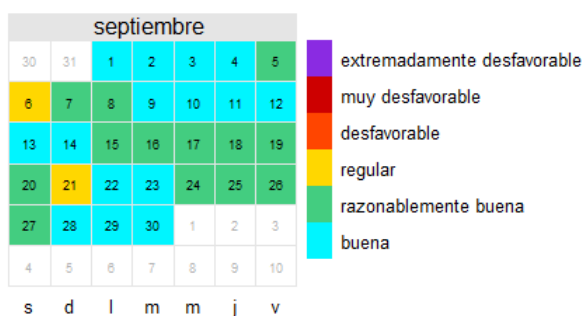 septiembre
30 31 1 2 3 4 5
6 7 8 9 10 11 12
13 14 15 16 17 18 19
20 21 22 23 24 25 26
27 28 29 30 1 2 3
4 5 6 7 8 9 10
s d l m m j v
extremadamente desfavorable
muy desfavorable
desfavorable
regular
razonablemente buena
buena